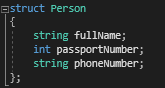 struct Person
{
    string fullName;
    int passportNumber;
    string phoneNumber;
};